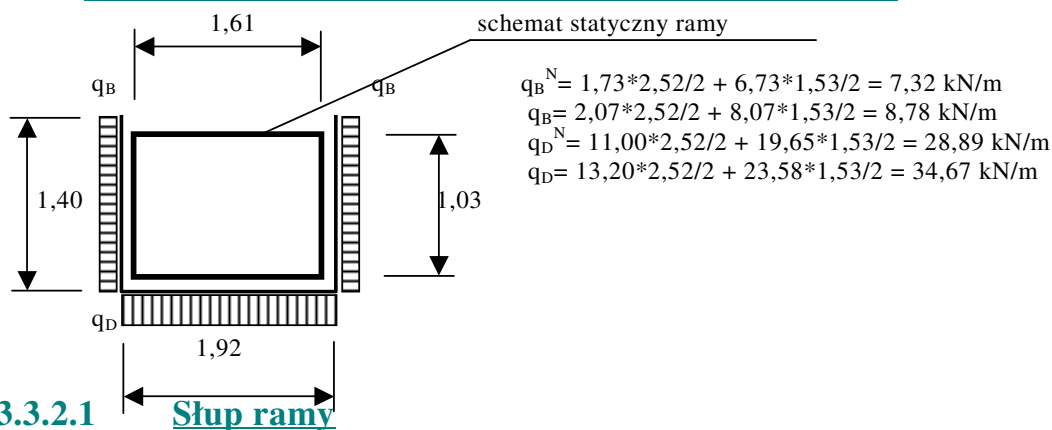 1,61
schemat statyczny ramy
qB qB
qB^N= 1,73*2,52/2 + 6,73*1,53/2 = 7,32 kN/m
qB= 2,07*2,52/2 + 8,07*1,53/2 = 8,78 kN/m
qD^N= 11,00*2,52/2 + 19,65*1,53/2 = 28,89 kN/m
qD= 13,20*2,52/2 + 23,58*1,53/2 = 34,67 kN/m
1,40 1,03
qD
1,92
3.3.2.1 Słup ramy